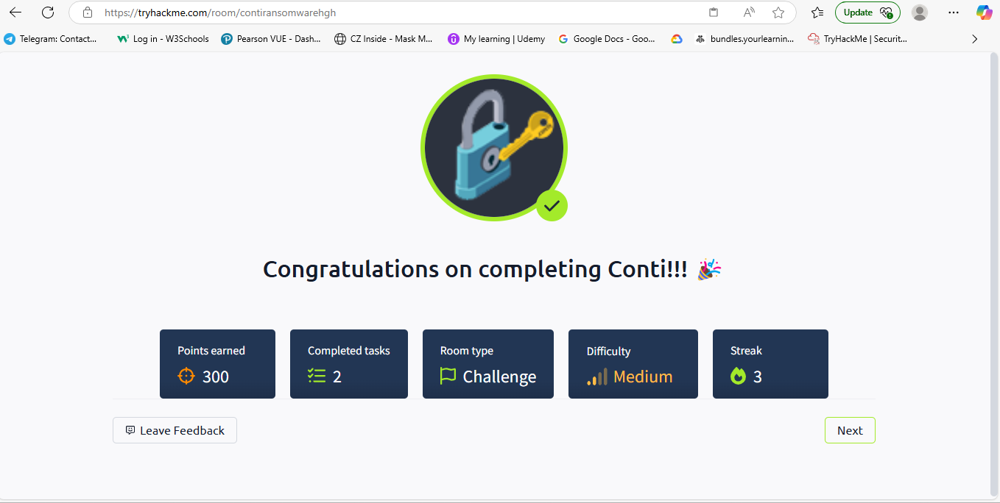 https://tryhackme.com/room/contiransomwarehgh
Update
Telegram: Contact...
Log in - W3Schools
Pearson VUE - Dash...
CZ Inside - Mask M...
My learning | Udemy
Google Docs - Goo...
bundles.yourlearnin...
TryHackMe | Securit...
Congratulations on completing Conti!!! 🎉
Points earned
300
Completed tasks
2
Room type
Challenge
Difficulty
Medium
Streak
3
Leave Feedback
Next